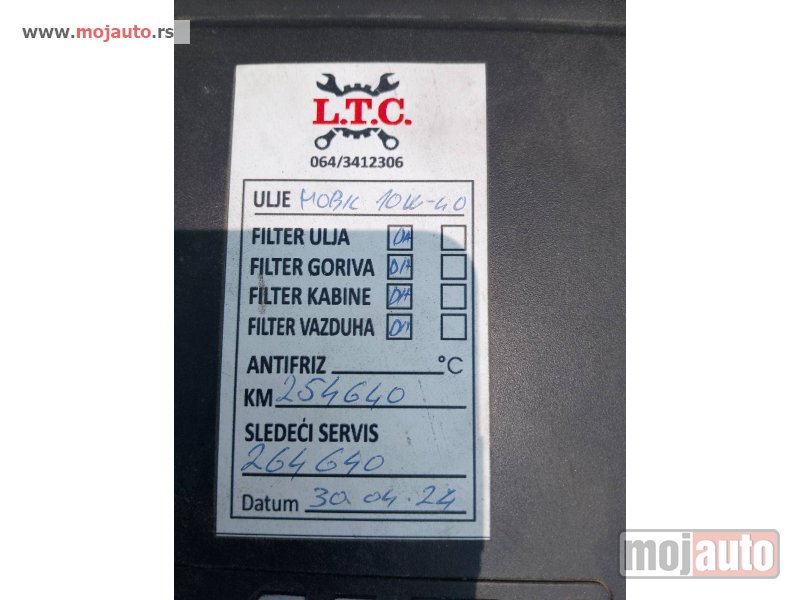 www.mojauto.rs
L.T.C.
064/3412306
ULJE MOBIL 10W-40
FILTER ULJA DA
FILTER GORIVA DA
FILTER KABINE DA
FILTER VAZDUHA DA
ANTIFRIZ °C
KM 254640
SLEDEĆI SERVIS
264640
Datum 30.04.24
mojauto